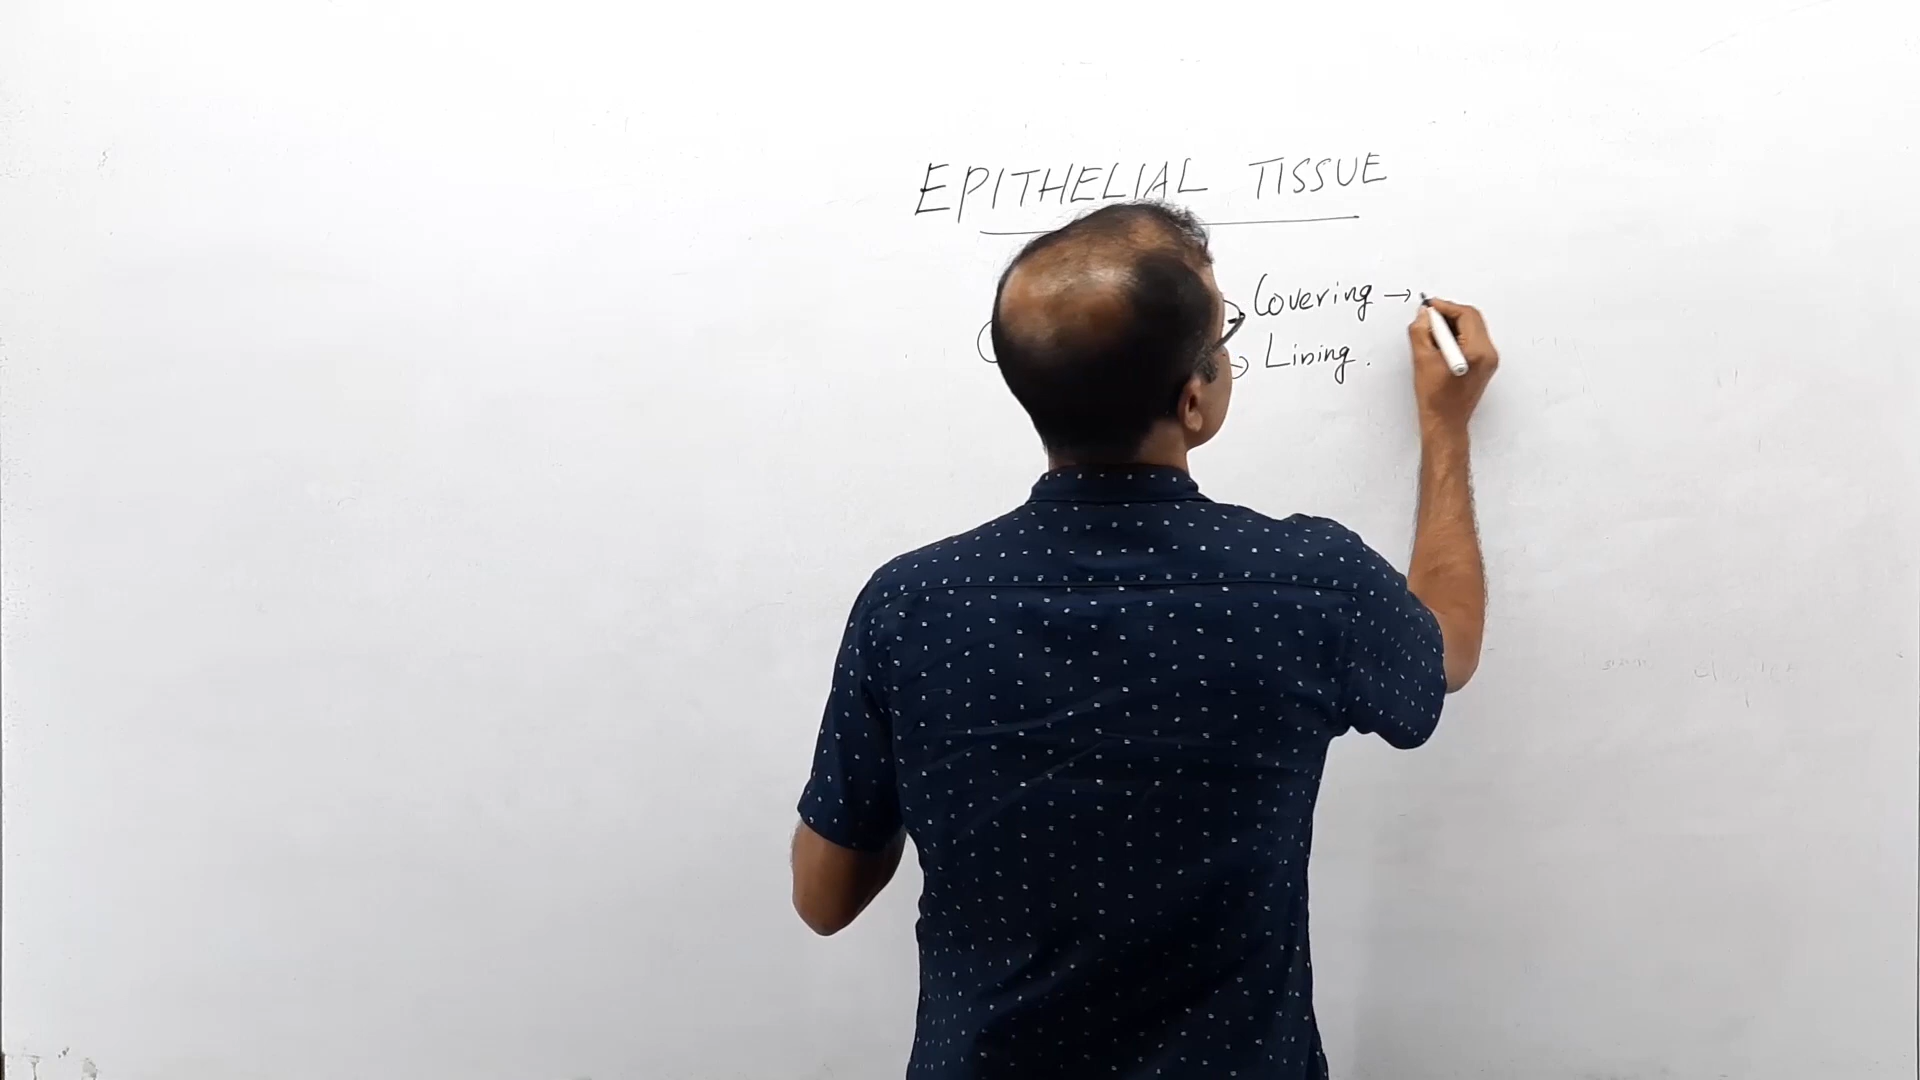 EPITHELIAL TISSUE
Covering →
Lining.